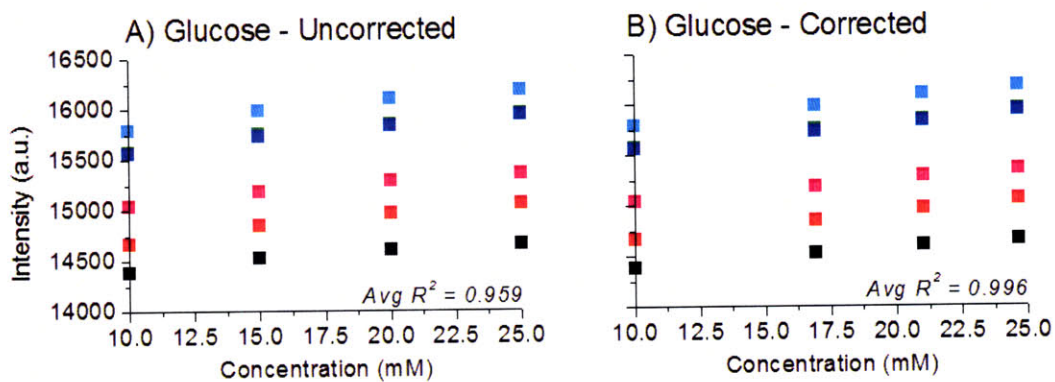 A) Glucose - Uncorrected
B) Glucose - Corrected
Intensity (a.u.)
16500
16000
15500
15000
14500
14000
Avg R² = 0.959
Avg R² = 0.996
10.0 12.5 15.0 17.5 20.0 22.5 25.0
10.0 12.5 15.0 17.5 20.0 22.5 25.0
Concentration (mM)
Concentration (mM)